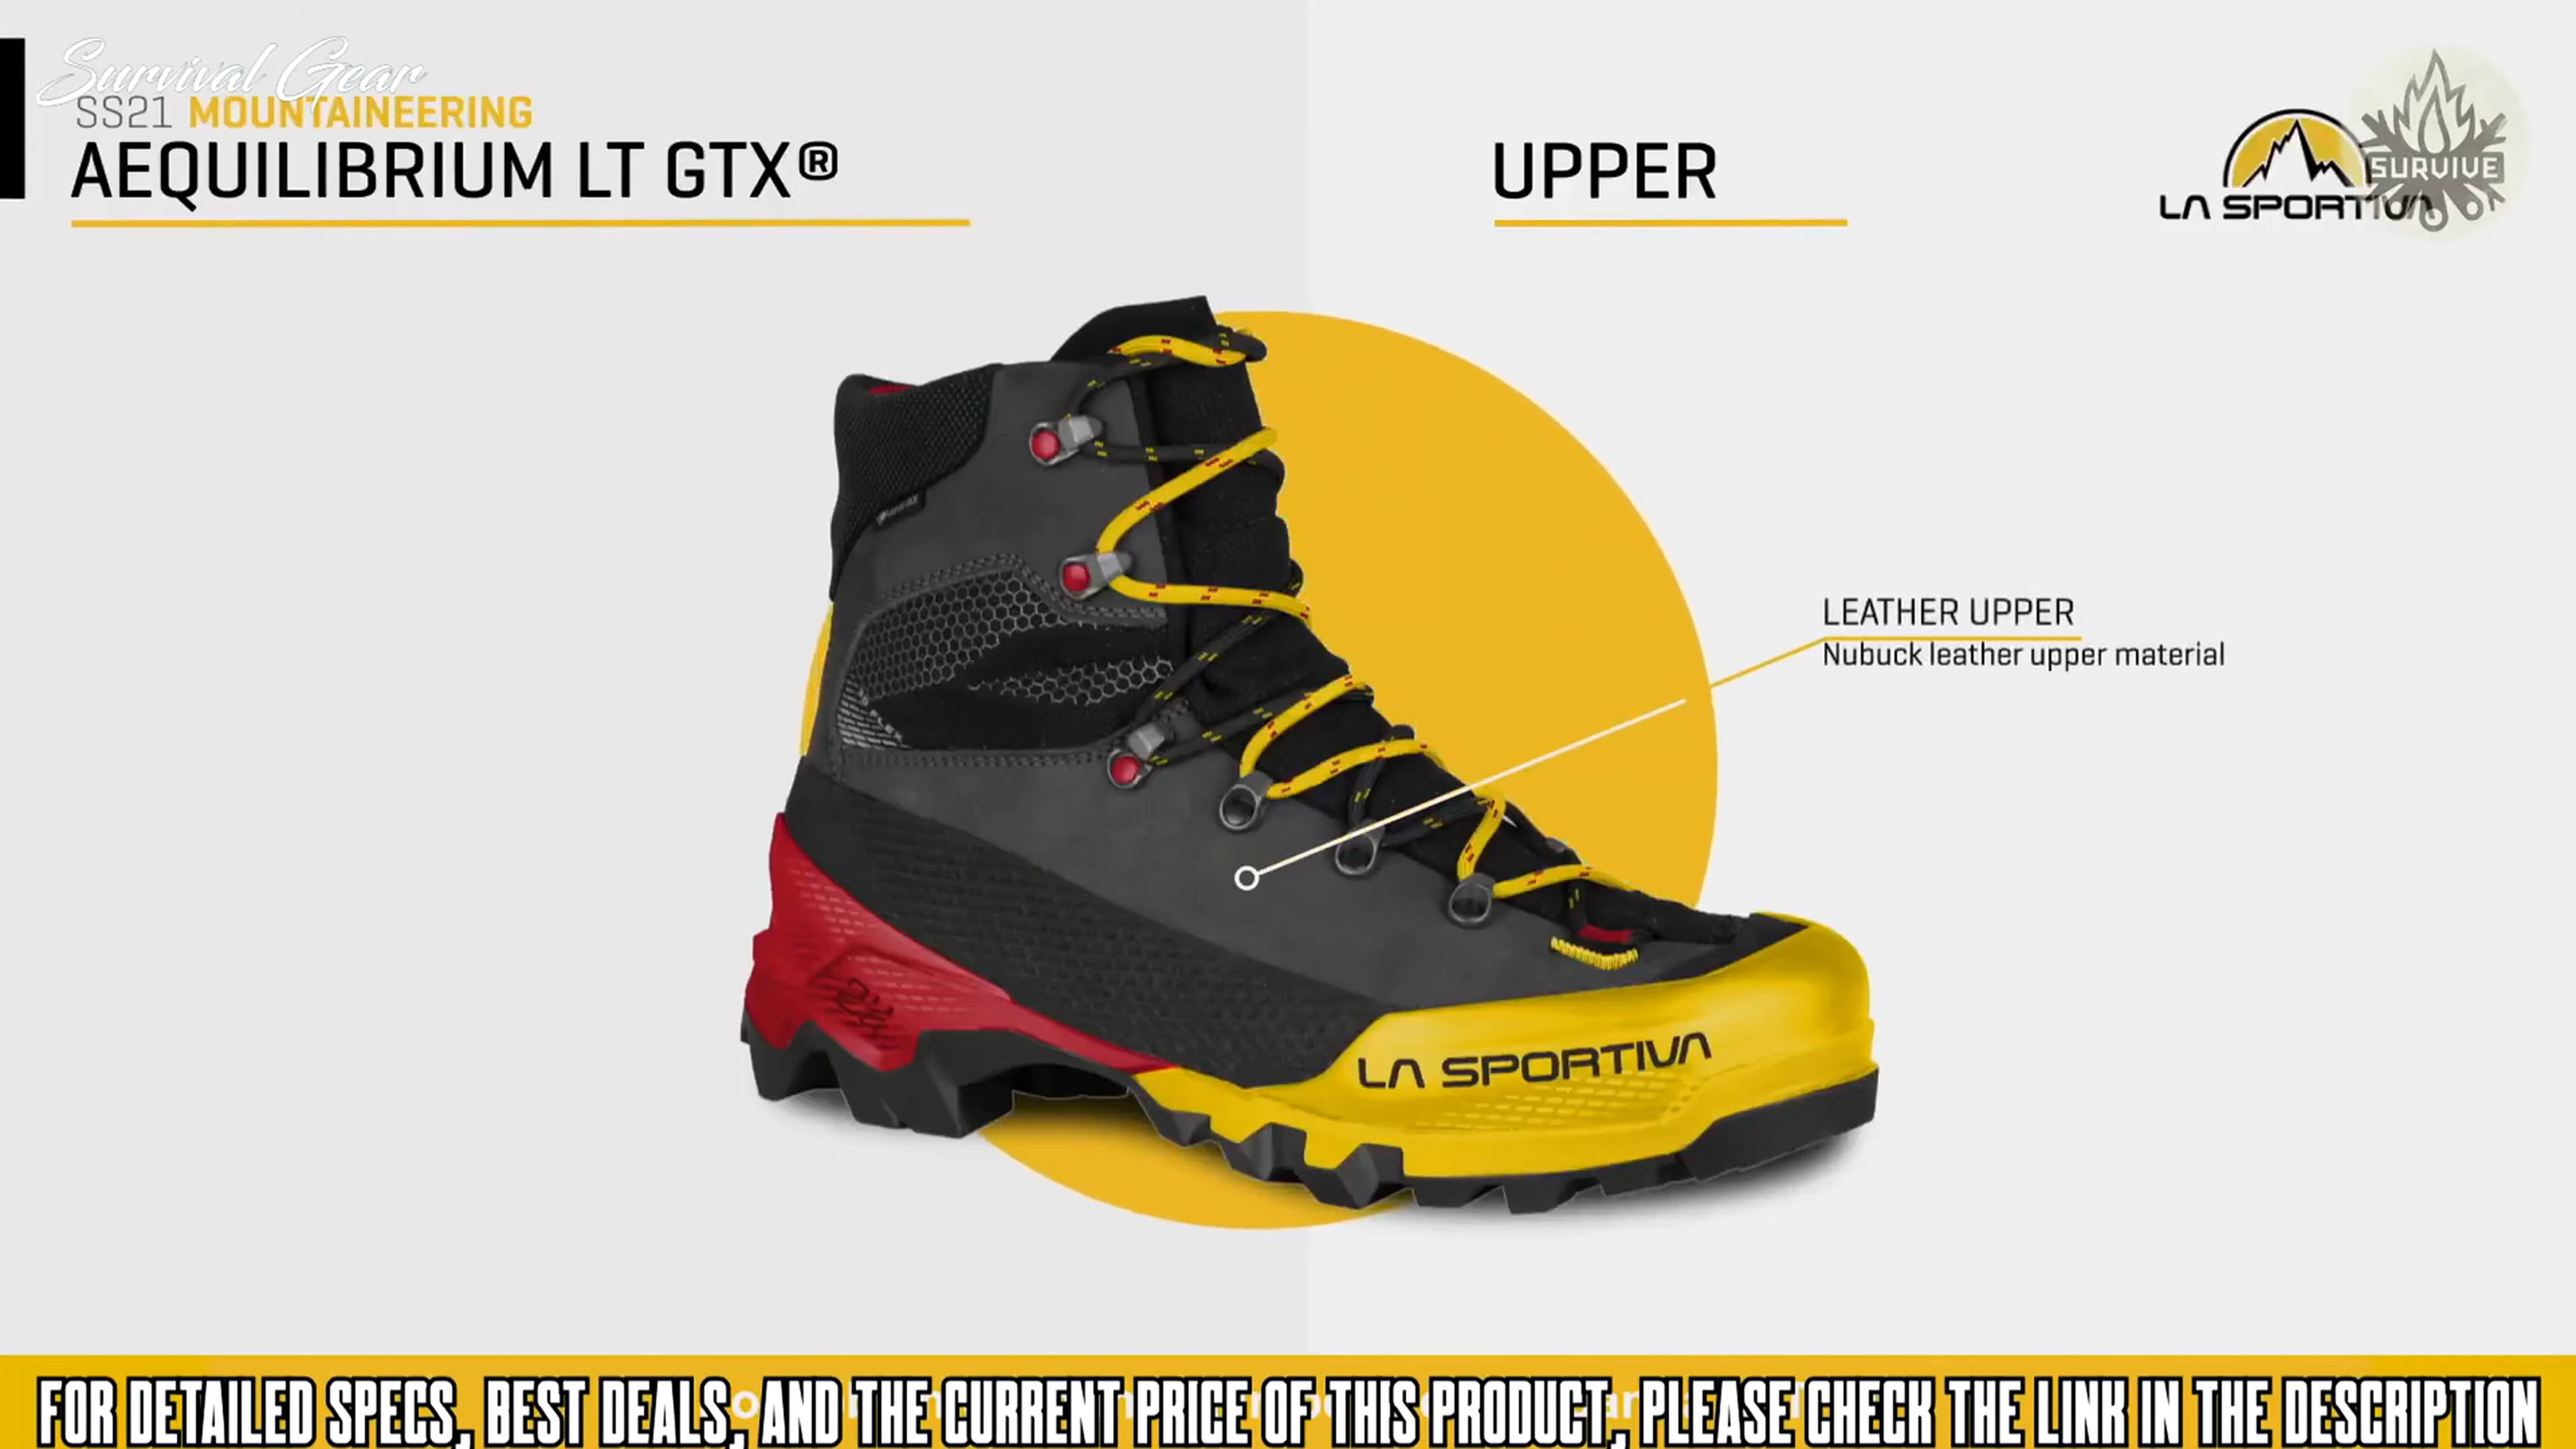 Survival Gear
SS21 MOUNTAINEERING
AEQUILIBRIUM LT GTX®
UPPER
LA SPORTIVA
SURVIVE
LEATHER UPPER
Nubuck leather upper material
LA SPORTIVA
FOR DETAILED SPECS, BEST DEALS, AND THE CURRENT PRICE OF THIS PRODUCT, PLEASE CHECK THE LINK IN THE DESCRIPTION